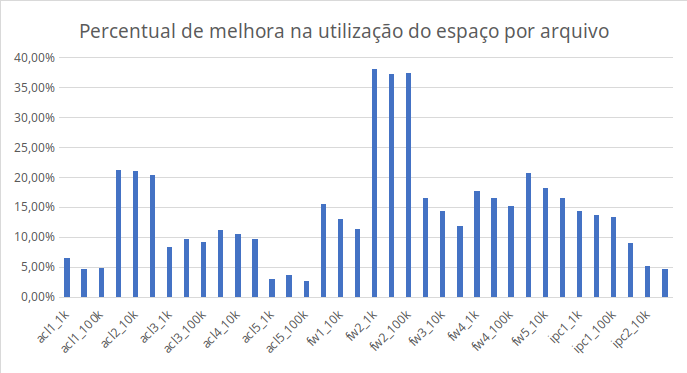 Percentual de melhora na utilização do espaço por arquivo
40,00%
35,00%
30,00%
25,00%
20,00%
15,00%
10,00%
5,00%
0,00%
acl1_1k
acl1_100k
acl2_10k
acl3_1k
acl3_100k
acl4_10k
acl5_1k
acl5_100k
fw1_10k
fw2_1k
fw2_100k
fw3_10k
fw4_1k
fw4_100k
fw5_10k
ipc1_1k
ipc1_100k
ipc2_10k